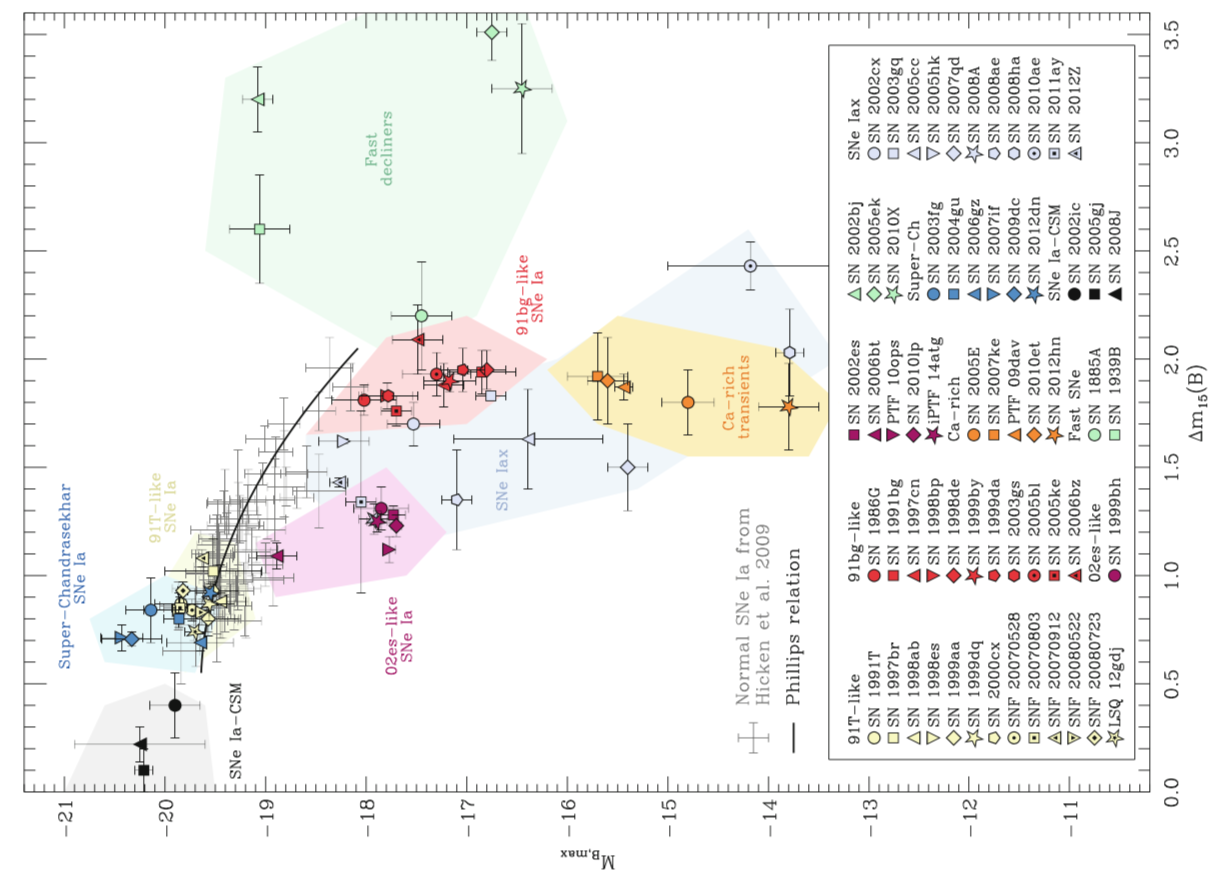 −21
−20
−19
−18
−17
−16
−15
−14
−13
−12
−11
M_B,max
0.0
0.5
1.0
1.5
2.0
2.5
3.0
3.5
Δm₁₅(B)
Super−Chandrasekhar
SNe Ia
91T−like
SNe Ia
SNe Ia−CSM
Fast
decliners
02es−like
SNe Ia
SNe Iax
91bg−like
SNe Ia
Ca−rich
transients
Normal SNe Ia from
Hicken et al. 2009
Phillips relation
91T−like
SN 1991T
SN 1997br
SN 1998ab
SN 1998es
SN 1999aa
SN 1999dq
SN 2000cx
SNF 20070528
SNF 20070803
SNF 20070912
SNF 20080522
SNF 20080723
LSQ 12gdj
91bg−like
SN 1986G
SN 1991bg
SN 1997cn
SN 1998bp
SN 1998de
SN 1999by
SN 1999da
SN 2003gs
SN 2005bl
SN 2005ke
SN 2006bz
02es−like
SN 1999bh
SN 2002es
SN 2006bt
PTF 10ops
SN 2010lp
iPTF 14atg
Ca−rich
SN 2005E
SN 2007ke
PTF 09dav
SN 2010et
SN 2012hn
Fast SNe
SN 1885A
SN 1939B
SN 2002bj
SN 2005ek
SN 2010X
Super−Ch
SN 2003fg
SN 2004gu
SN 2006gz
SN 2007if
SN 2009dc
SN 2012dn
SNe Ia−CSM
SN 2002ic
SN 2005gj
SN 2008J
SNe Iax
SN 2002cx
SN 2003gq
SN 2005cc
SN 2005hk
SN 2007qd
SN 2008A
SN 2008ae
SN 2008ha
SN 2010ae
SN 2011ay
SN 2012Z